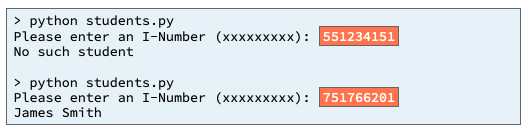 > python students.py
Please enter an I-Number (xxxxxxxxx): 551234151
No such student
> python students.py
Please enter an I-Number (xxxxxxxxx): 751766201
James Smith